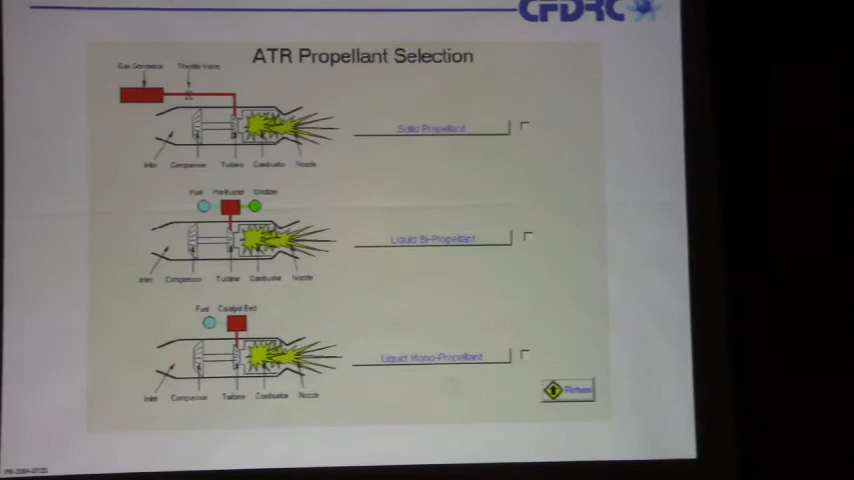 CFDRC
ATR Propellant Selection
Gas Generator Throttle Valve
Solid Propellant
Inlet Compressor Turbine Combustor Nozzle
Fuel Pre-Burner Oxidizer
Liquid Bi-Propellant
Inlet Compressor Turbine Combustor Nozzle
Fuel Catalyst Bed
Liquid Mono-Propellant
Return
Inlet Compressor Turbine Combustor Nozzle